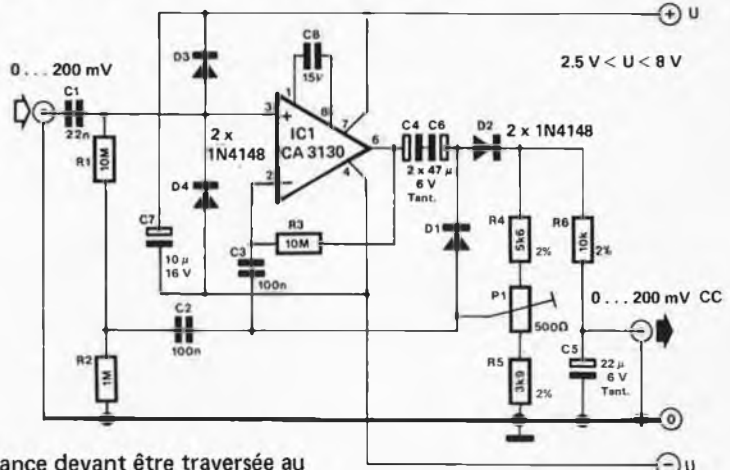 + U
D3
C8
15V
2.5 V < U < 8 V
0 . . . 200 mV
C1
22n
1
8
7
3
+
IC1
CA 3130
6
4
2
–
2 x
1N4148
C4 C6
2 x 47 µ
6 V
Tant.
D2
2 x 1N4148
R1
10M
D4
C7
10 µ
16 V
R3
10M
D1
R4
5k6
2%
R6
10k
2%
C3
100n
P1
500Ω
0 . . . 200 mV CC
C2
100n
R2
1M
R5
3k9
2%
C5
22 µ
6 V
Tant.
0
ance devant être traversée au
– U